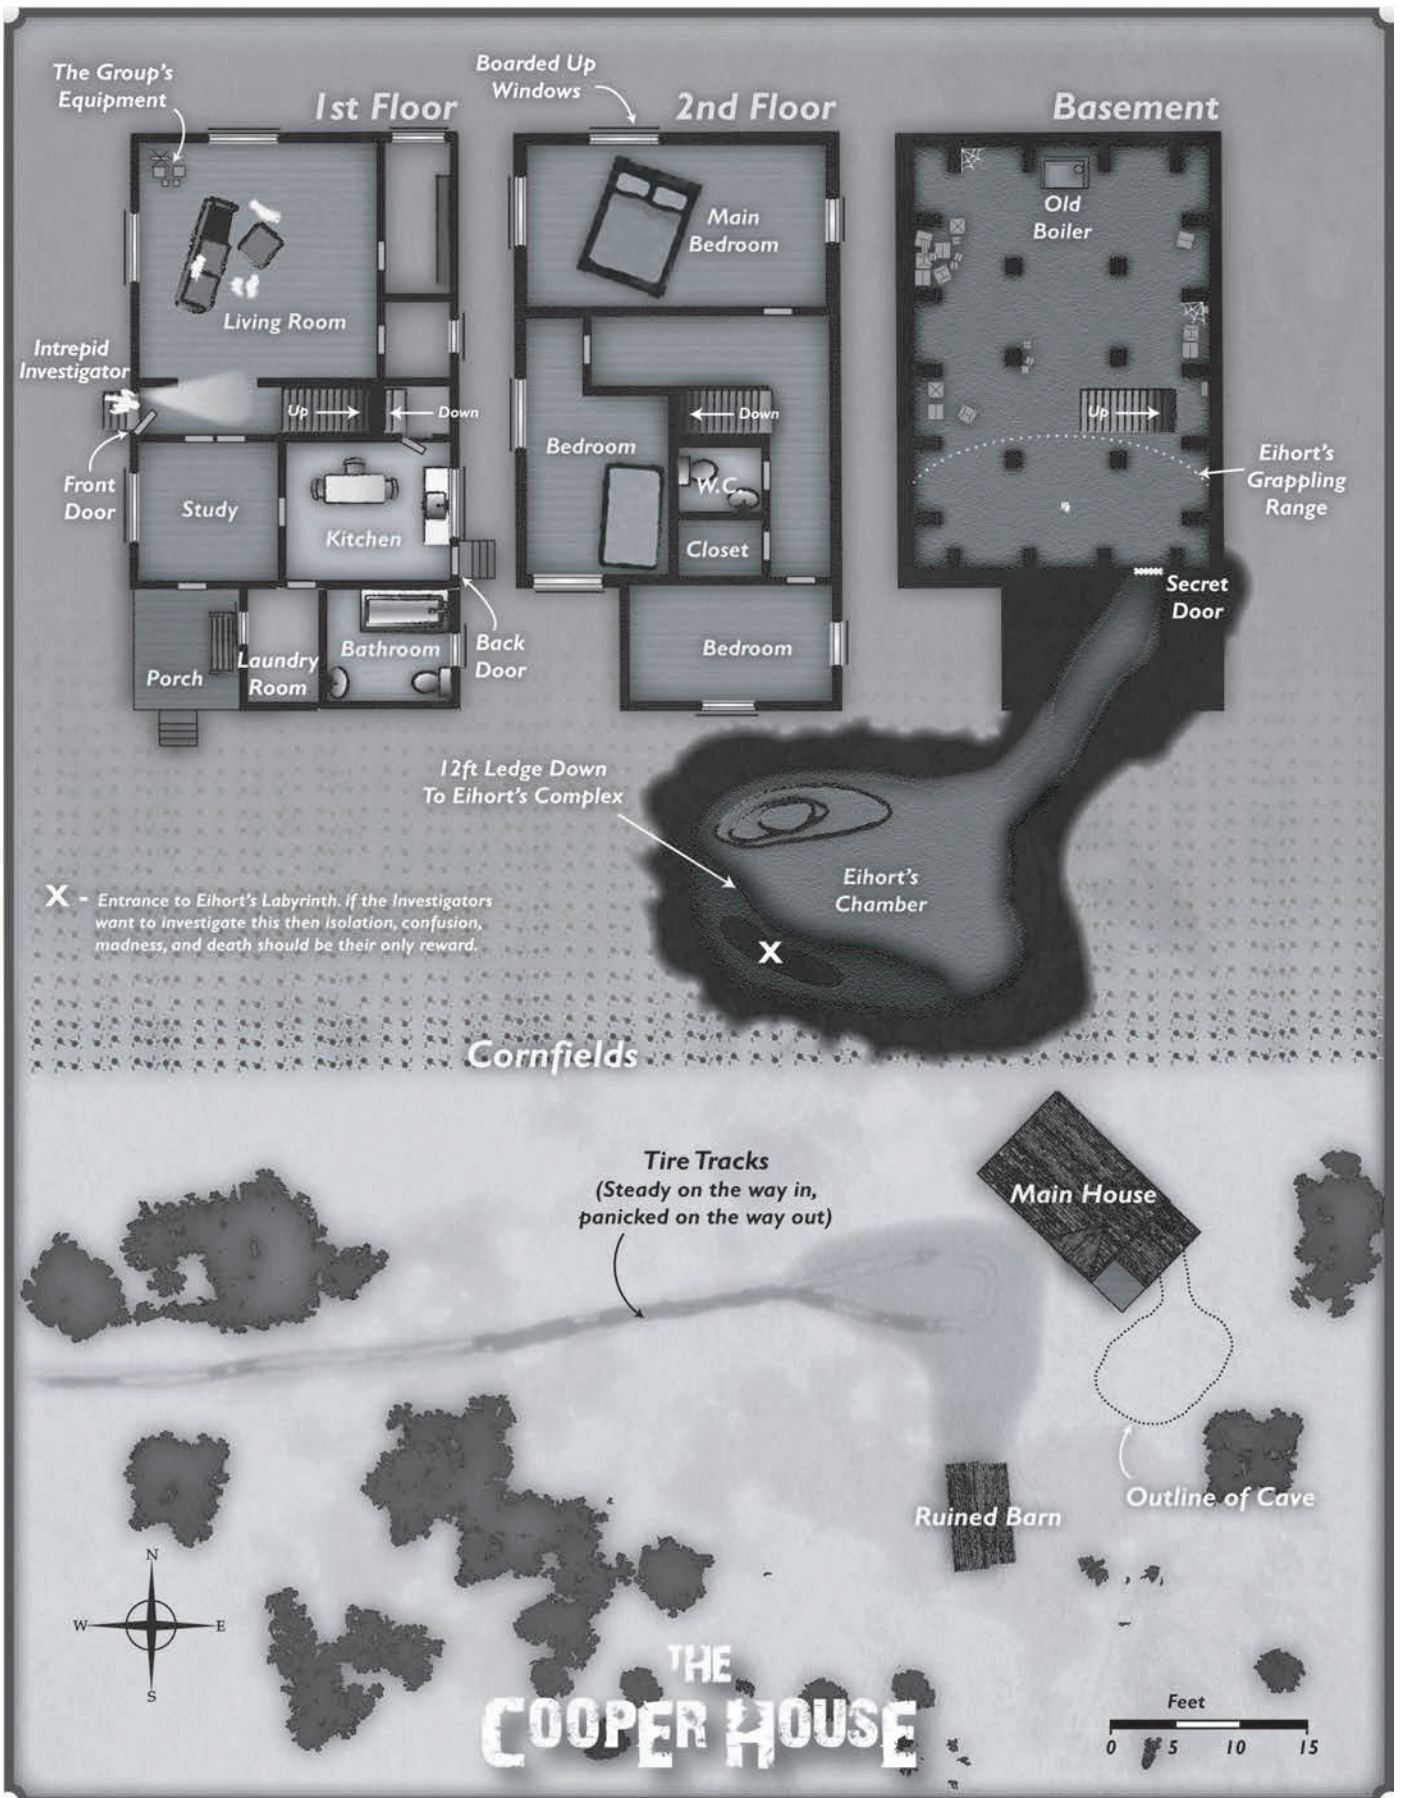 The Group's
Equipment
1st Floor
Boarded Up
Windows
2nd Floor
Basement
Main
Bedroom
Old
Boiler
Living Room
Intrepid
Investigator
Up
Down
Down
Up
Front
Door
Study
Kitchen
Bedroom
W.C.
Closet
Eihort's
Grappling
Range
Secret
Door
Porch
Laundry
Room
Bathroom
Back
Door
Bedroom
12ft Ledge Down
To Eihort's Complex
Eihort's
Chamber
X
X - Entrance to Eihort's Labyrinth. if the Investigators
want to investigate this then isolation, confusion,
madness, and death should be their only reward.
Cornfields
Tire Tracks
(Steady on the way in,
panicked on the way out)
Main House
Outline of Cave
Ruined Barn
N
W
E
S
THE
COOPER HOUSE
Feet
0 5 10 15